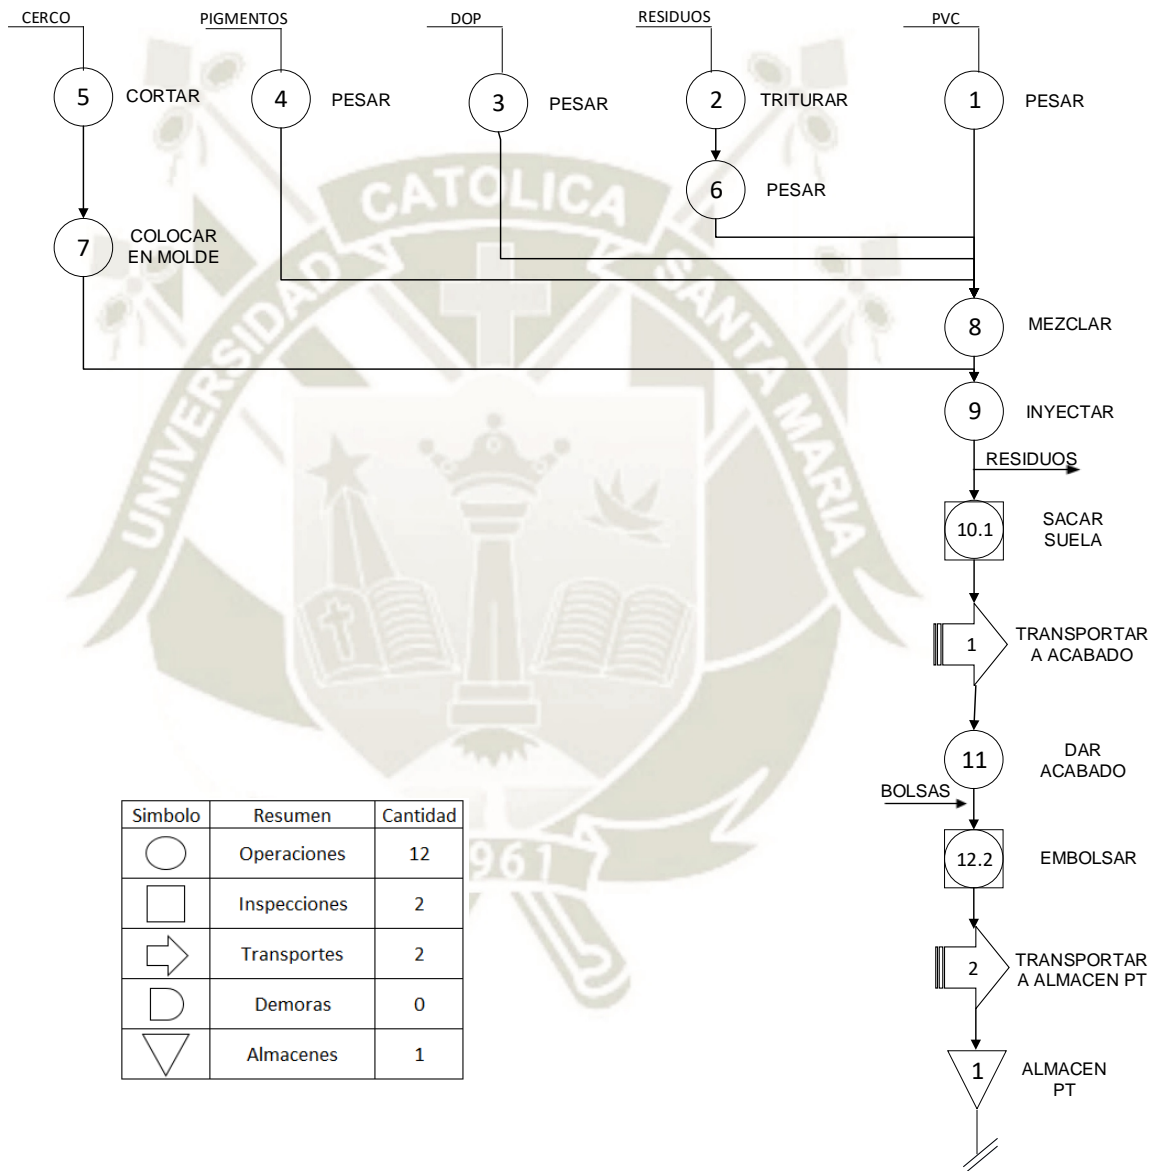 CERCO
PIGMENTOS
DOP
RESIDUOS
PVC
5
CORTAR
4
PESAR
3
PESAR
2
TRITURAR
1
PESAR
6
PESAR
7
COLOCAR
EN MOLDE
8
MEZCLAR
9
INYECTAR
RESIDUOS
10.1
SACAR
SUELA
1
TRANSPORTAR
A ACABADO
11
DAR
ACABADO
BOLSAS
12.2
EMBOLSAR
2
TRANSPORTAR
A ALMACEN PT
1
ALMACEN
PT
Simbolo Resumen Cantidad
Operaciones 12
Inspecciones 2
Transportes 2
Demoras 0
Almacenes 1
UNIVERSIDAD CATOLICA SANTA MARIA
961